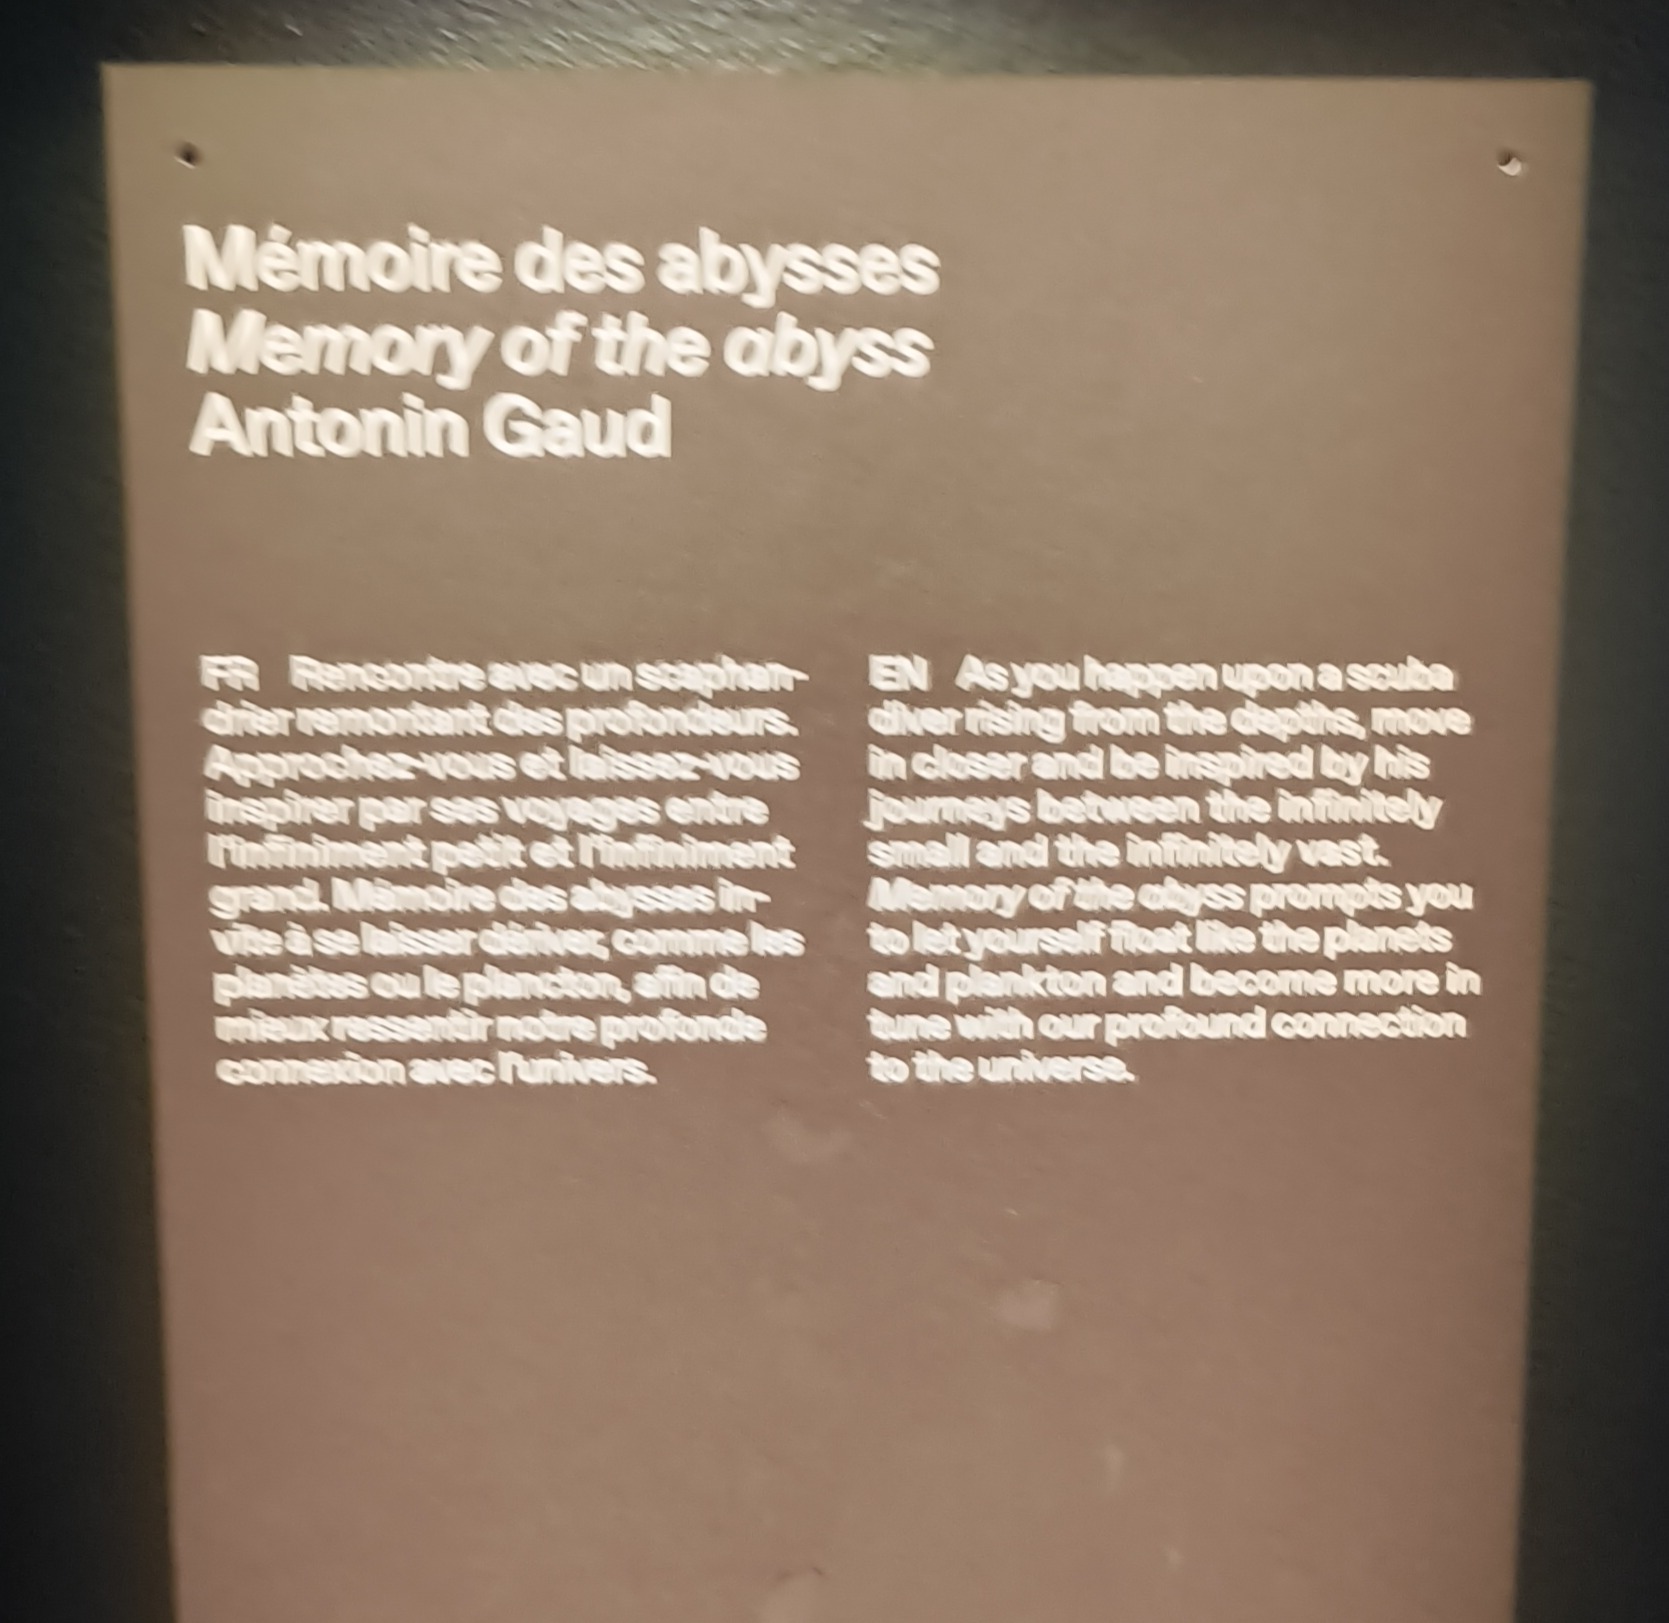 Mémoire des abysses
Memory of the abyss
Antonin Gaud
FR Rencontre avec un scaphan-
drier remontant des profondeurs.
Approchez-vous et laissez-vous
inspirer par ses voyages entre
l'infiniment petit et l'infiniment
grand. Mémoire des abysses in-
vite à se laisser dériver, comme les
planètes ou le plancton, afin de
mieux ressentir notre profonde
connexion avec l'univers.
EN As you happen upon a scuba
diver rising from the depths, move
in closer and be inspired by his
journeys between the infinitely
small and the infinitely vast.
Memory of the abyss prompts you
to let yourself float like the planets
and plankton and become more in
tune with our profound connection
to the universe.